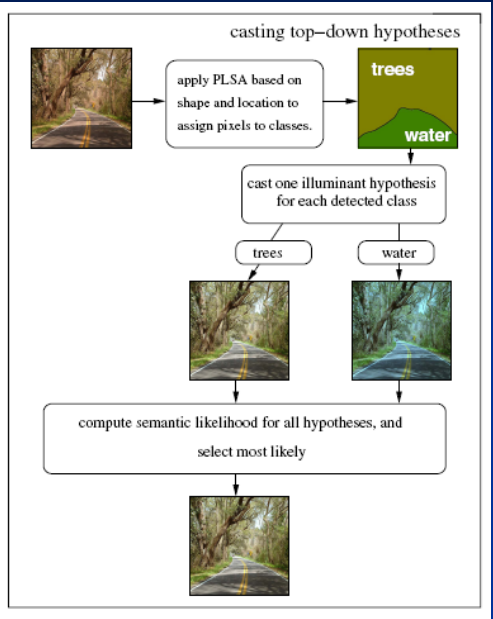 casting top-down hypotheses
apply PLSA based on
shape and location to
assign pixels to classes.
trees
water
cast one illuminant hypothesis
for each detected class
trees
water
compute semantic likelihood for all hypotheses, and
select most likely